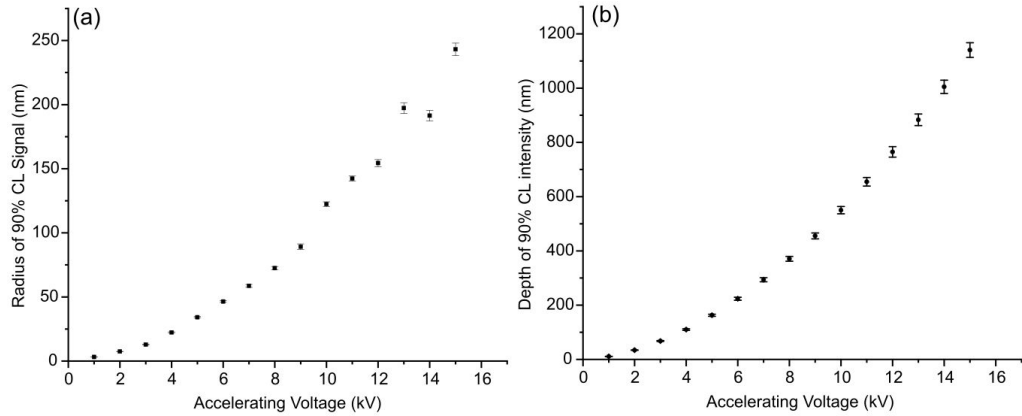 (a)
Radius of 90% CL Signal (nm)
250
200
150
100
50
0
0 2 4 6 8 10 12 14 16
Accelerating Voltage (kV)
(b)
Depth of 90% CL intensity (nm)
1200
1000
800
600
400
200
0
0 2 4 6 8 10 12 14 16
Accelerating Voltage (kV)